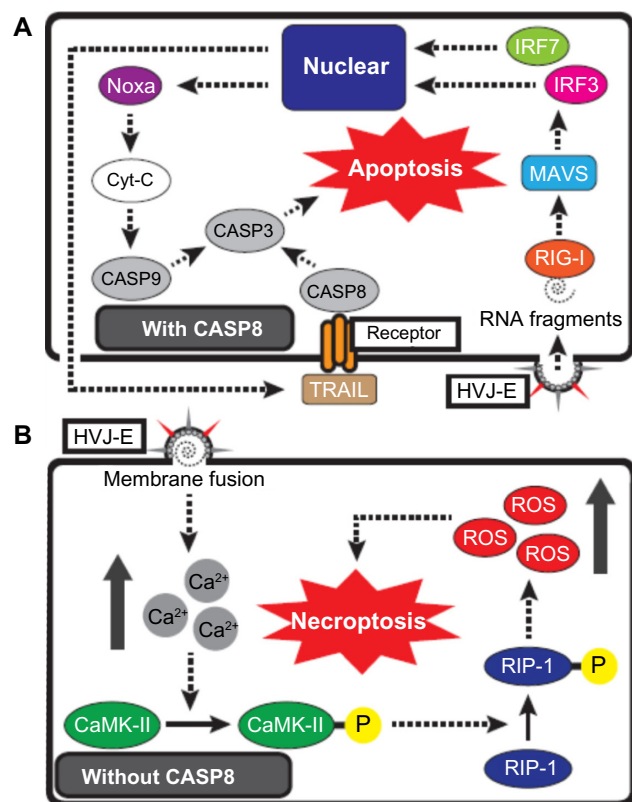 A
IRF7
Nuclear
IRF3
Noxa
Apoptosis
MAVS
Cyt-C
CASP3
RIG-I
CASP9
CASP8
RNA fragments
With CASP8
Receptor
TRAIL
HVJ-E
B
HVJ-E
Membrane fusion
ROS
ROS
ROS
Ca²⁺
Ca²⁺
Ca²⁺
Necroptosis
RIP-1
P
CaMK-II
CaMK-II
P
Without CASP8
RIP-1